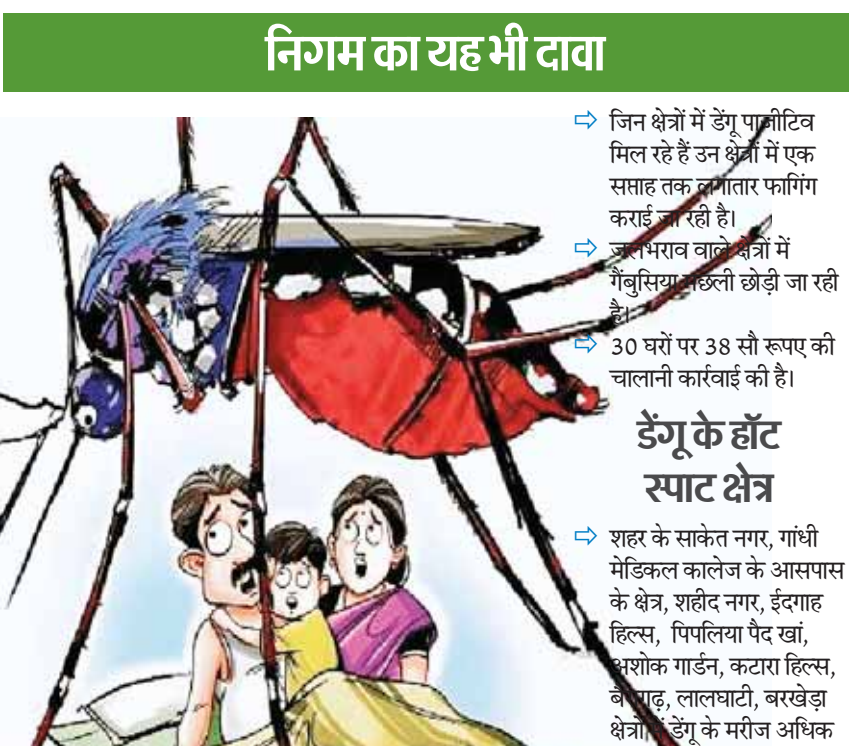 निगम का यह भी दावा
⇨ जिन क्षेत्रों में डेंगू पाजीटिव
मिल रहे हैं उन क्षेत्रों में एक
सप्ताह तक लगातार फागिंग
कराई जा रही है।
⇨ जलभराव वाले क्षेत्रों में
गैंबुसिया मछली छोड़ी जा रही
है।
⇨ 30 घरों पर 38 सौ रूपए की
चालानी कार्रवाई की है।
डेंगू के हॉट
स्पाट क्षेत्र
⇨ शहर के साकेत नगर, गांधी
मेडिकल कालेज के आसपास
के क्षेत्र, शहीद नगर, ईदगाह
हिल्स, पिपलिया पैद खां,
अशोक गार्डन, कटारा हिल्स,
बैरागढ़, लालघाटी, बरखेड़ा
क्षेत्रों में डेंगू के मरीज अधिक